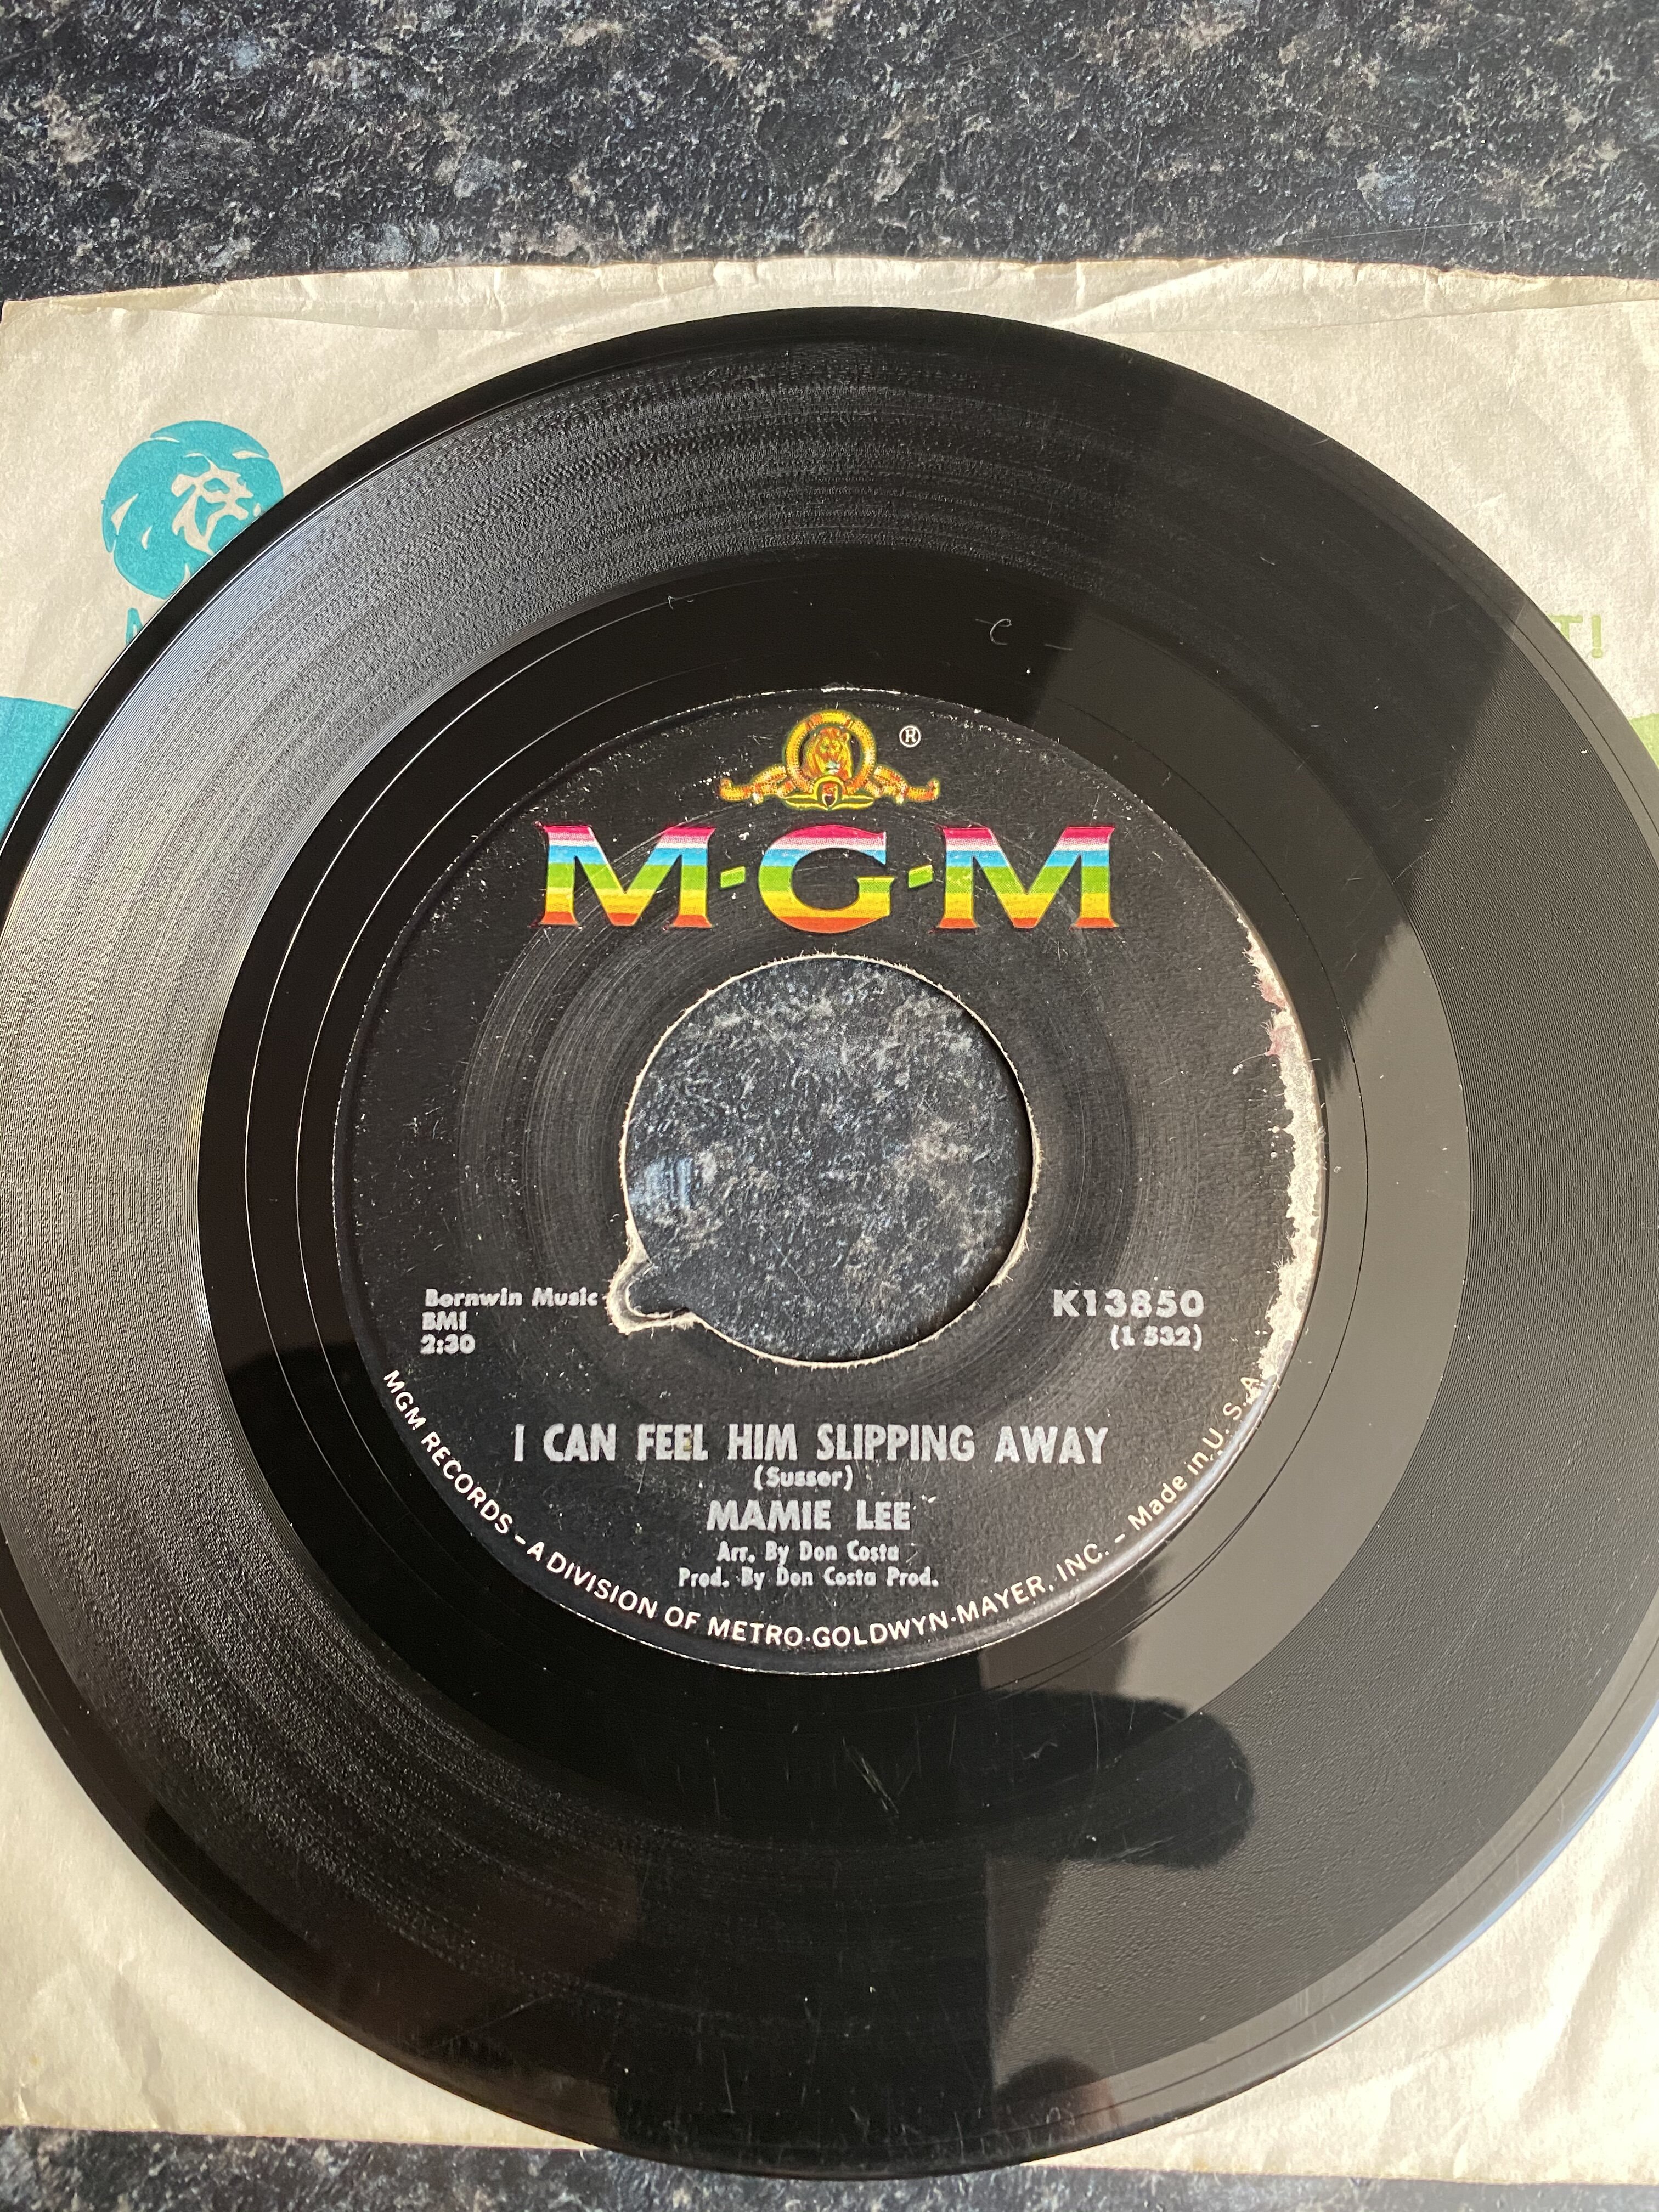 ®
M·G·M
Bornwin Music
BMI
2:30
K13850
(L 532)
I CAN FEEL HIM SLIPPING AWAY
(Susser)
MAMIE LEE
Arr. By Don Costa
Prod. By Don Costa Prod.
MGM RECORDS – A DIVISION OF METRO·GOLDWYN·MAYER, INC. – Made in U. S. A.